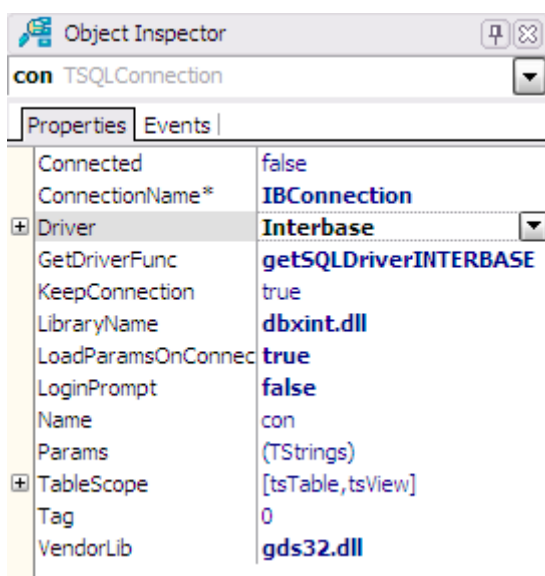 Object Inspector
con TSQLConnection
Properties Events
Connected false
ConnectionName* IBConnection
Driver Interbase
GetDriverFunc getSQLDriverINTERBASE
KeepConnection true
LibraryName dbxint.dll
LoadParamsOnConnec true
LoginPrompt false
Name con
Params (TStrings)
TableScope [tsTable,tsView]
Tag 0
VendorLib gds32.dll